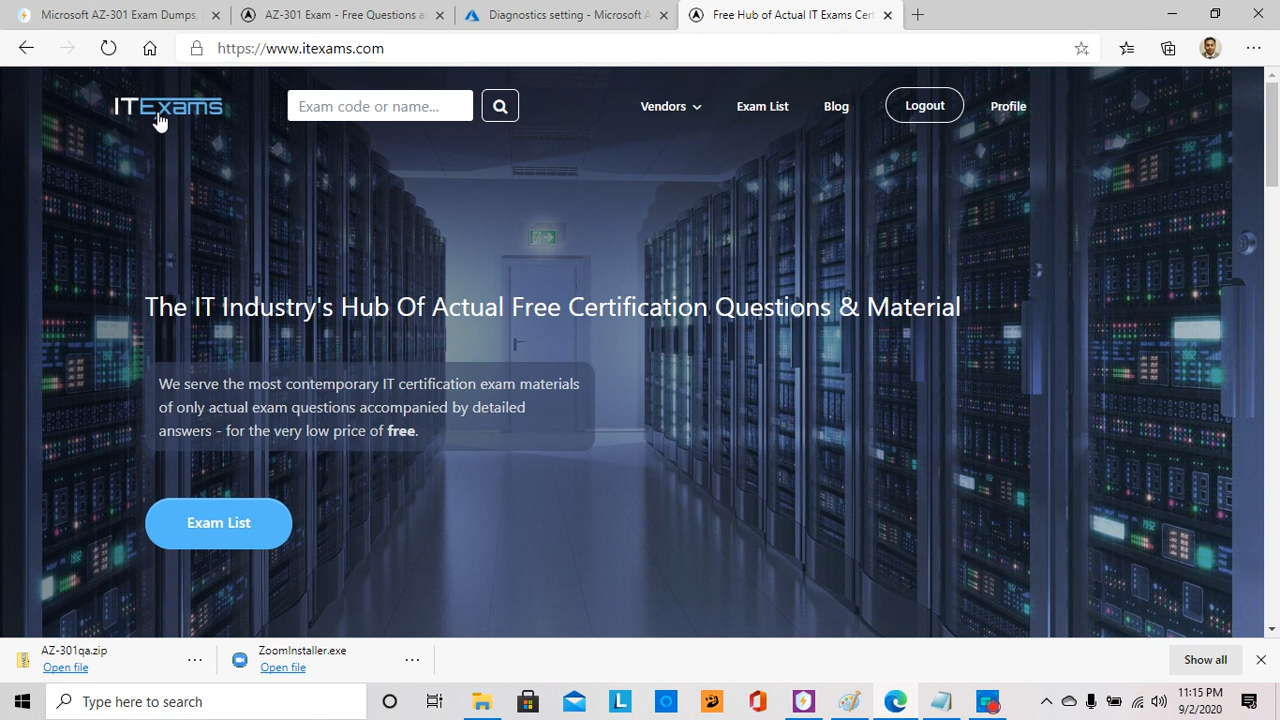 Microsoft AZ-301 Exam Dumps,
AZ-301 Exam - Free Questions a
Diagnostics setting - Microsoft A
Free Hub of Actual IT Exams Cert
https://www.itexams.com
ITExams
Exam code or name...
Vendors
Exam List
Blog
Logout
Profile
The IT Industry's Hub Of Actual Free Certification Questions & Material
We serve the most contemporary IT certification exam materials
of only actual exam questions accompanied by detailed
answers - for the very low price of free.
Exam List
AZ-301qa.zip
Open file
ZoomInstaller.exe
Open file
Show all
Type here to search
11:15 PM
9/2/2020